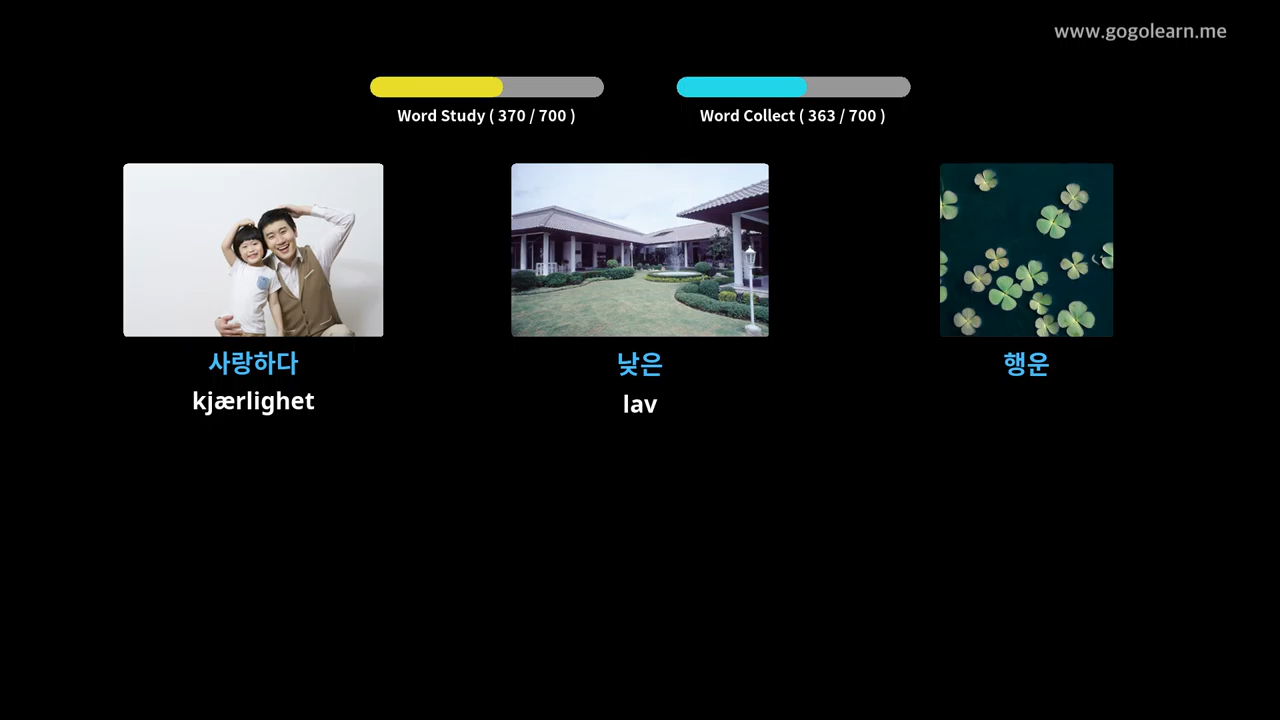 www.gogolearn.me
Word Study ( 370 / 700 )
Word Collect ( 363 / 700 )
사랑하다
kjærlighet
낮은
lav
행운